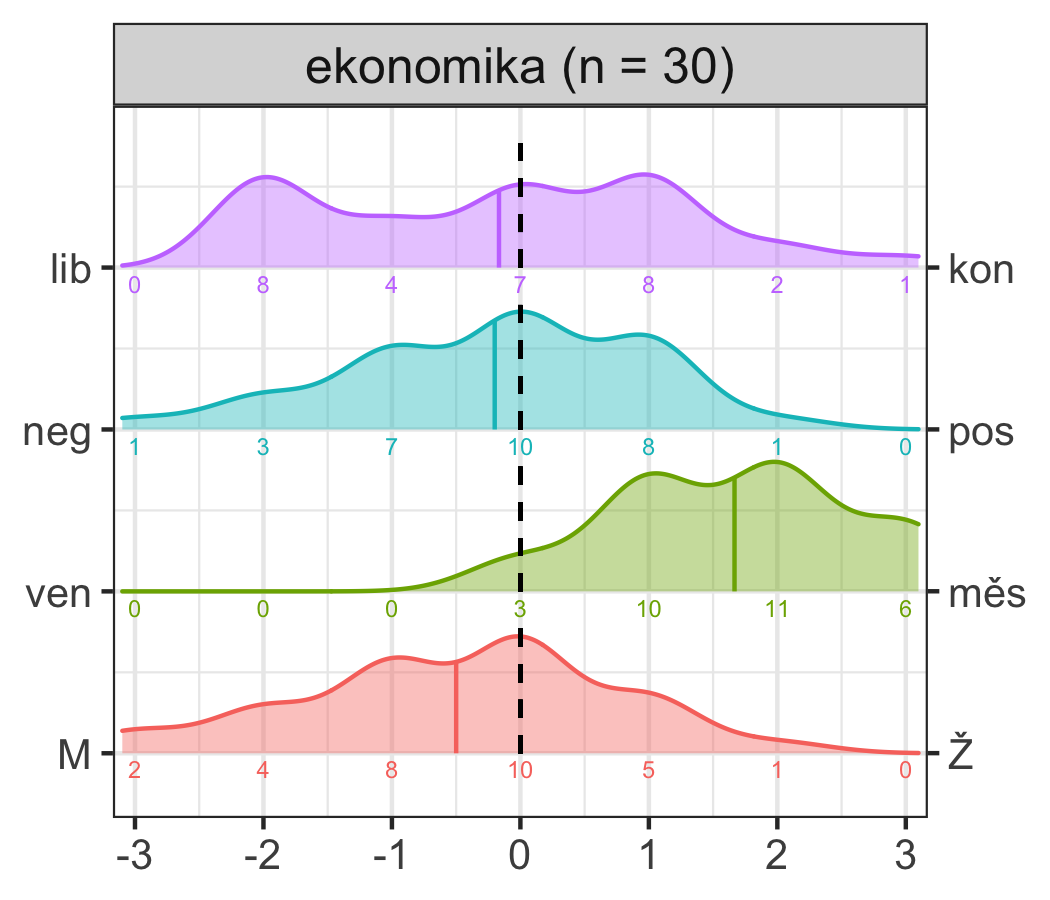 ekonomika (n = 30)
lib kon
0 8 4 7 8 2 1
neg pos
1 3 7 10 8 1 0
ven měs
0 0 0 3 10 11 6
M Ž
2 4 8 10 5 1 0
-3 -2 -1 0 1 2 3